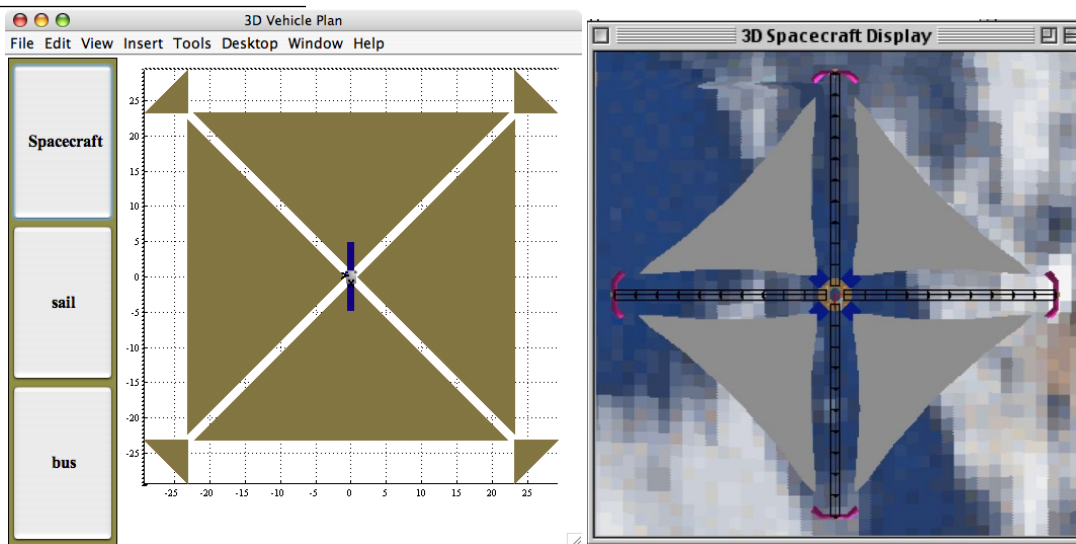 3D Vehicle Plan
File Edit View Insert Tools Desktop Window Help
Spacecraft
sail
bus
25
20
15
10
5
0
-5
-10
-15
-20
-25
-25 -20 -15 -10 -5 0 5 10 15 20 25
3D Spacecraft Display